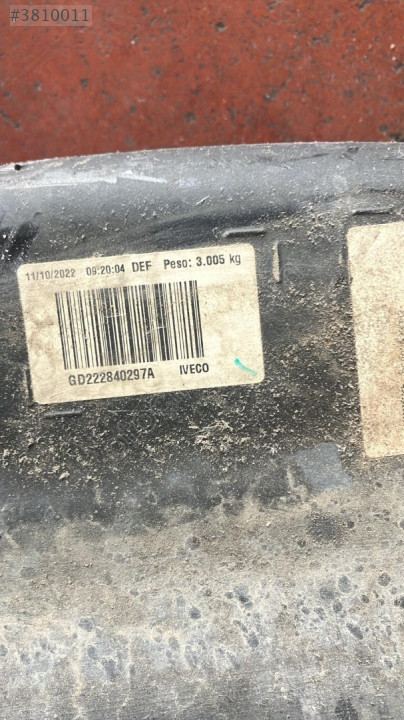 #3810011
11/10/2022 09:20:04 DEF Peso: 3.005 kg
GD222840297A IVECO